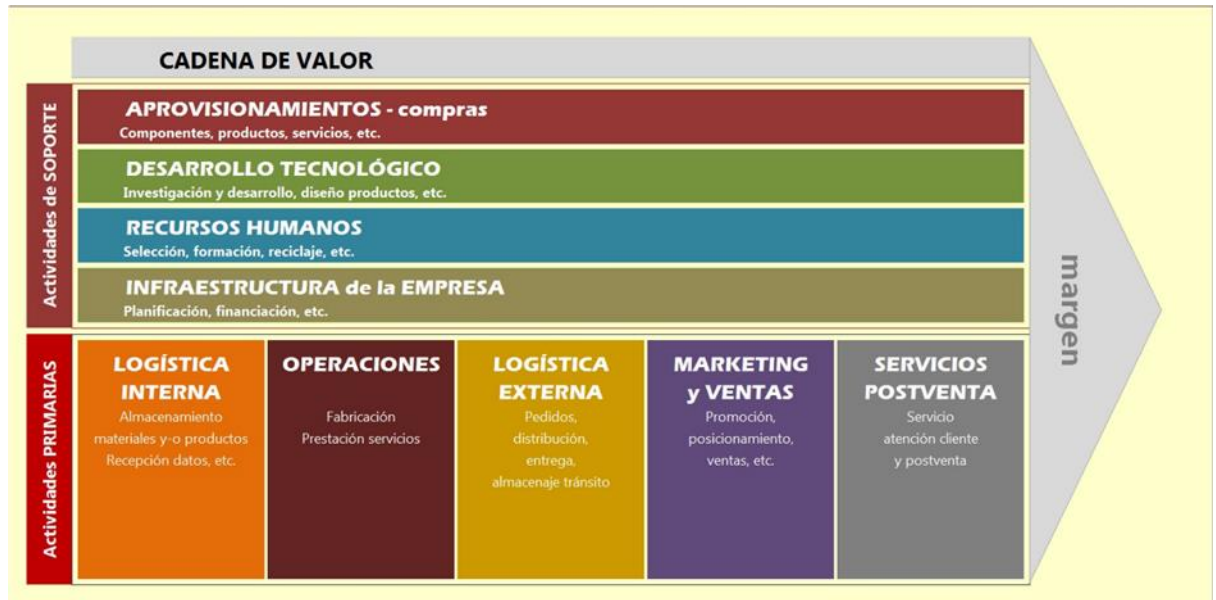 CADENA DE VALOR
Actividades de SOPORTE
APROVISIONAMIENTOS - compras
Componentes, productos, servicios, etc.
DESARROLLO TECNOLÓGICO
Investigación y desarrollo, diseño productos, etc.
RECURSOS HUMANOS
Selección, formación, reciclaje, etc.
INFRAESTRUCTURA de la EMPRESA
Planificación, financiación, etc.
Actividades PRIMARIAS
LOGÍSTICA
INTERNA
Almacenamiento
materiales y-o productos
Recepción datos, etc.
OPERACIONES
Fabricación
Prestación servicios
LOGÍSTICA
EXTERNA
Pedidos,
distribución,
entrega,
almacenaje tránsito
MARKETING
y VENTAS
Promoción,
posicionamiento,
ventas, etc.
SERVICIOS
POSTVENTA
Servicio
atención cliente
y postventa
margen